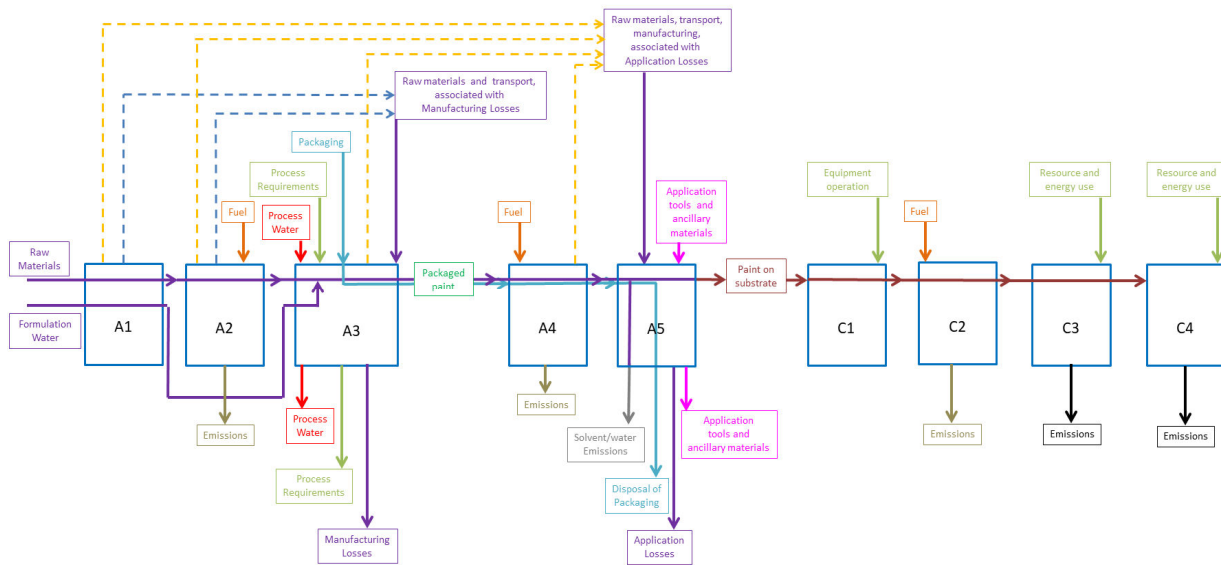 Raw materials, transport,
manufacturing,
associated with
Application Losses
Raw materials and transport,
associated with
Manufacturing Losses
Packaging
Process
Requirements
Equipment
operation
Resource and
energy use
Resource and
energy use
Application
tools and
ancillary
materials
Fuel
Process
Water
Fuel
Fuel
Raw
Materials
Packaged
paint
Paint on
substrate
Formulation
Water
A1
A2
A3
A4
A5
C1
C2
C3
C4
Emissions
Process
Water
Emissions
Solvent/water
Emissions
Application
tools and
ancillary materials
Emissions
Emissions
Emissions
Process
Requirements
Disposal of
Packaging
Manufacturing
Losses
Application
Losses